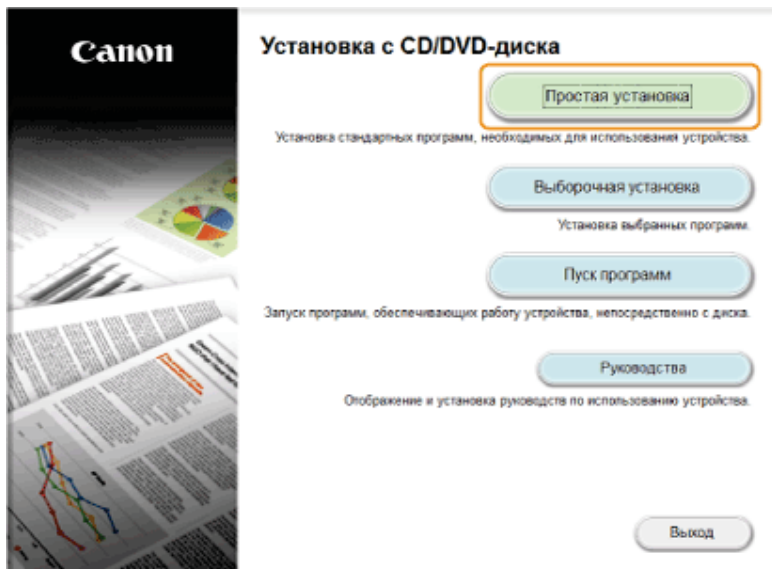 Canon
Установка с CD/DVD-диска
Простая установка
Установка стандартных программ, необходимых для использования устройства.
Выборочная установка
Установка выбранных программ.
Пуск программ
Запуск программ, обеспечивающих работу устройства, непосредственно с диска.
Руководства
Отображение и установка руководств по использованию устройства.
Выход